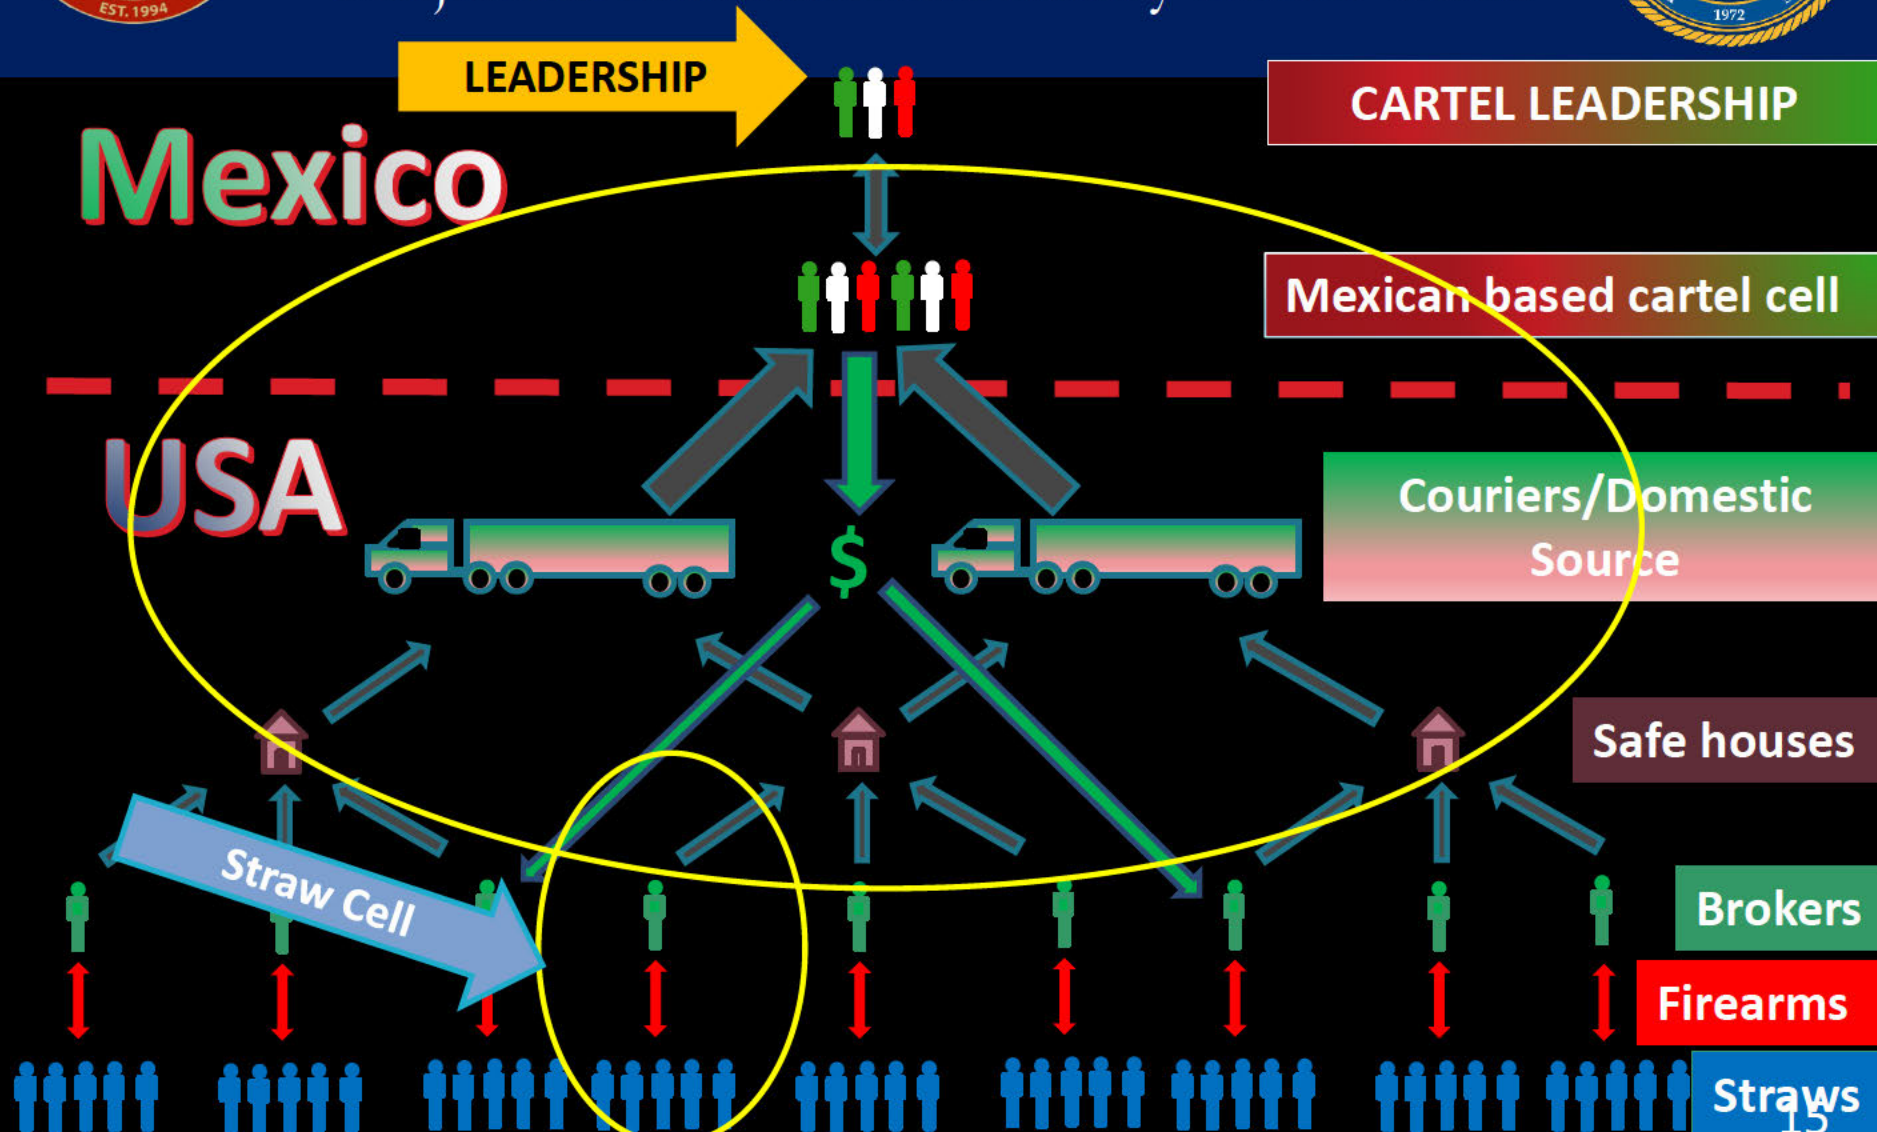 EST. 1994
1972
LEADERSHIP
CARTEL LEADERSHIP
Mexico
Mexican based cartel cell
USA
Couriers/Domestic
Source
$
Safe houses
Straw Cell
Brokers
Firearms
Straws
15